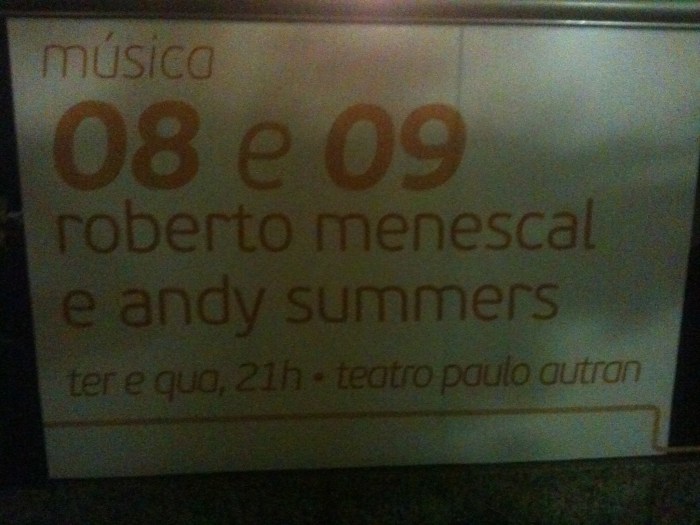 música
08 e 09
roberto menescal
e andy summers
ter e qua, 21h • teatro paulo autran